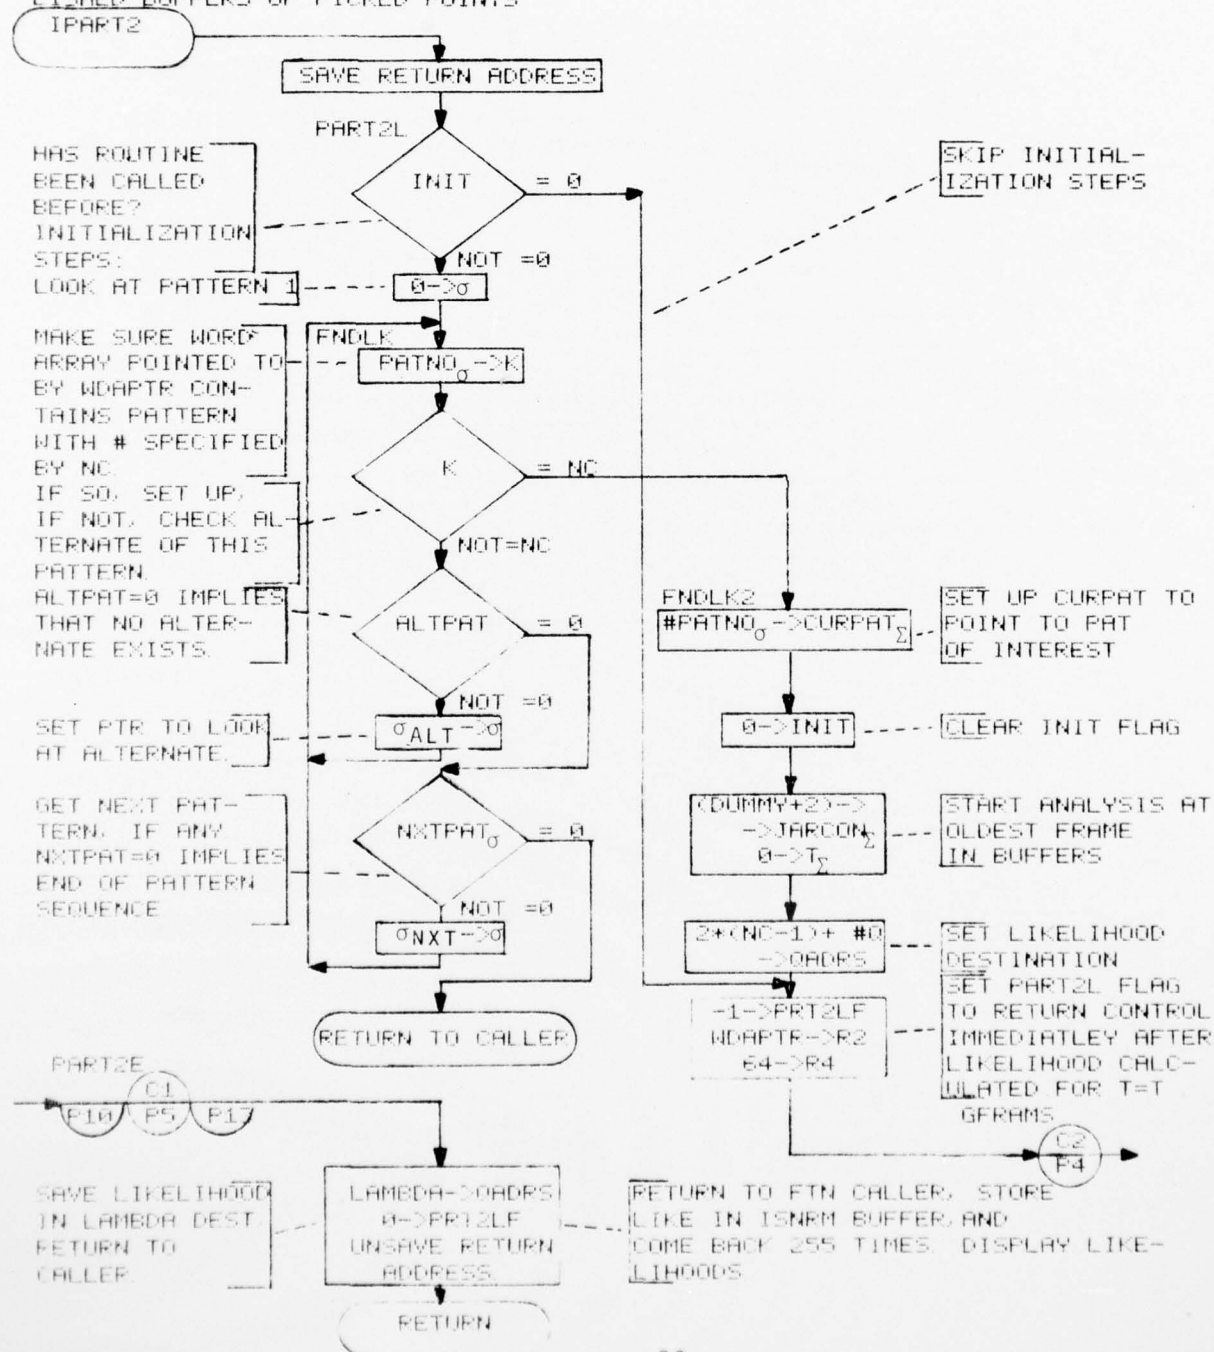 IPART2
SAVE RETURN ADDRESS
PART2L
HAS ROUTINE
BEEN CALLED
BEFORE?
INITIALIZATION
STEPS:
LOOK AT PATTERN 1
INIT
= 0
NOT =0
0->σ
SKIP INITIAL-
IZATION STEPS
MAKE SURE WORD
ARRAY POINTED TO
BY WDAPTR CON-
TAINS PATTERN
WITH # SPECIFIED
BY NC.
IF SO, SET UP,
IF NOT, CHECK AL-
TERNATE OF THIS
PATTERN.
ALTPAT=0 IMPLIES
THAT NO ALTER-
NATE EXISTS.
FNDLK
PATNOσ->K
K
= NC
NOT=NC
ALTPAT
= 0
NOT =0
SET PTR TO LOOK
AT ALTERNATE.
σALT->σ
GET NEXT PAT-
TERN, IF ANY
NXTPAT=0 IMPLIES
END OF PATTERN
SEQUENCE
NXTPATσ
= 0
NOT =0
σNXT->σ
RETURN TO CALLER
FNDLK2
#PATNOσ->CURPATΣ
SET UP CURPAT TO
POINT TO PAT
OF INTEREST
0->INIT
CLEAR INIT FLAG
(DUMMY+2)->
->JARCONΣ
0->TΣ
START ANALYSIS AT
OLDEST FRAME
IN BUFFERS
2*(NC-1)+ #Q
->OADRS
SET LIKELIHOOD
DESTINATION
-1->PRT2LF
WDAPTR->R2
64->R4
SET PART2L FLAG
TO RETURN CONTROL
IMMEDIATLEY AFTER
LIKELIHOOD CALC-
ULATED FOR T=T
GFRAMS
C2
P4
PART2E
C1
P10 P5 P17
SAVE LIKELIHOOD
IN LAMBDA DEST.
RETURN TO
CALLER.
LAMBDA->OADRS
0->PRT2LF
UNSAVE RETURN
ADDRESS.
RETURN TO FTN CALLER, STORE
LIKE IN ISNRM BUFFER, AND
COME BACK 255 TIMES. DISPLAY LIKE-
LIHOODS
RETURN